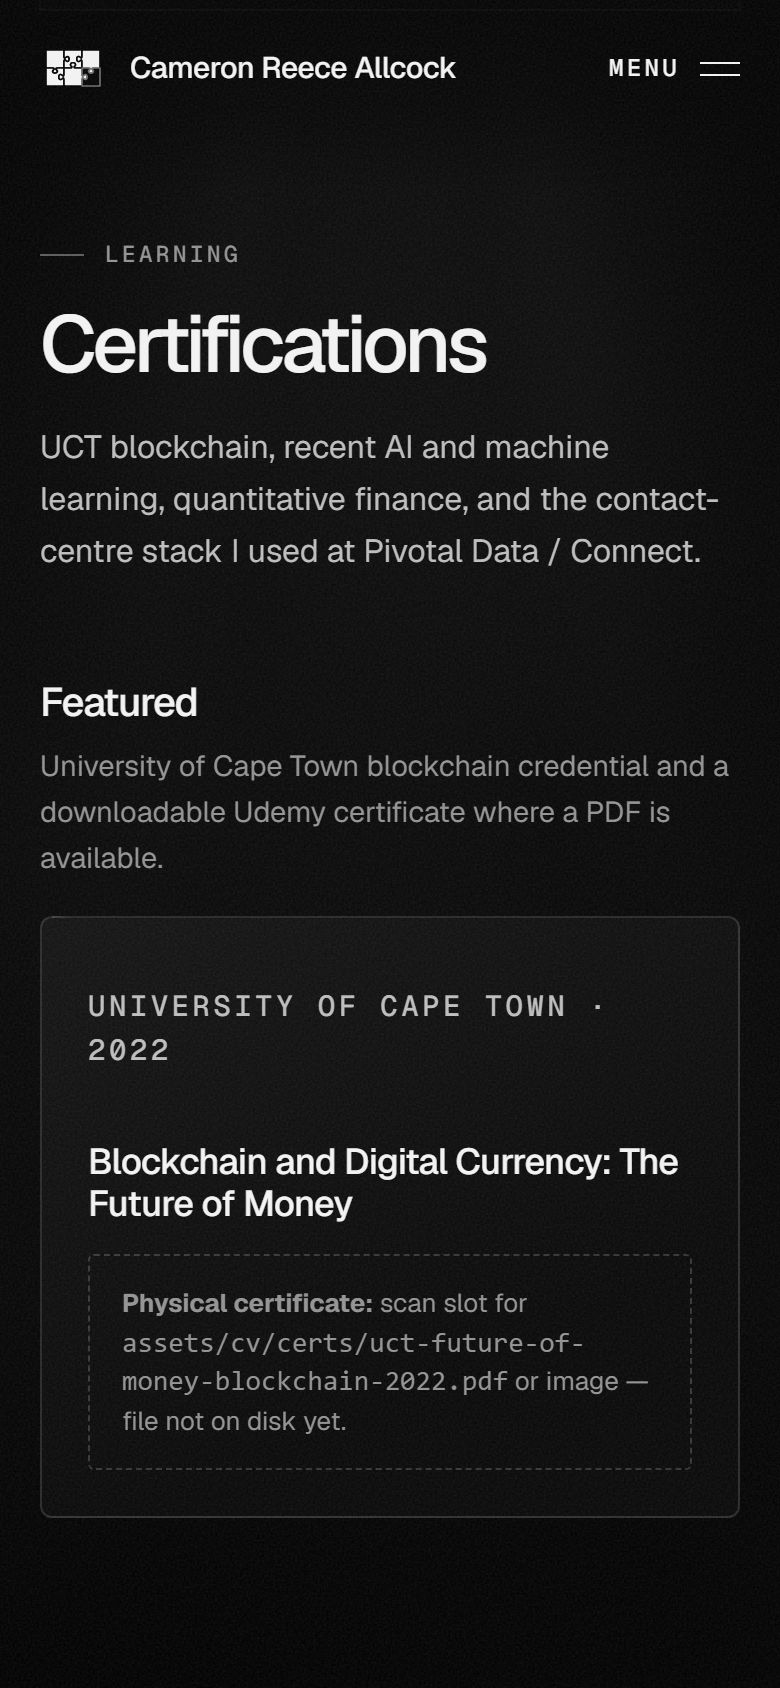 Cameron Reece Allcock
MENU
LEARNING
Certifications
UCT blockchain, recent AI and machine
learning, quantitative finance, and the contact-
centre stack I used at Pivotal Data / Connect.
Featured
University of Cape Town blockchain credential and a
downloadable Udemy certificate where a PDF is
available.
UNIVERSITY OF CAPE TOWN ·
2022
Blockchain and Digital Currency: The
Future of Money
Physical certificate: scan slot for
assets/cv/certs/uct-future-of-
money-blockchain-2022.pdf or image —
file not on disk yet.